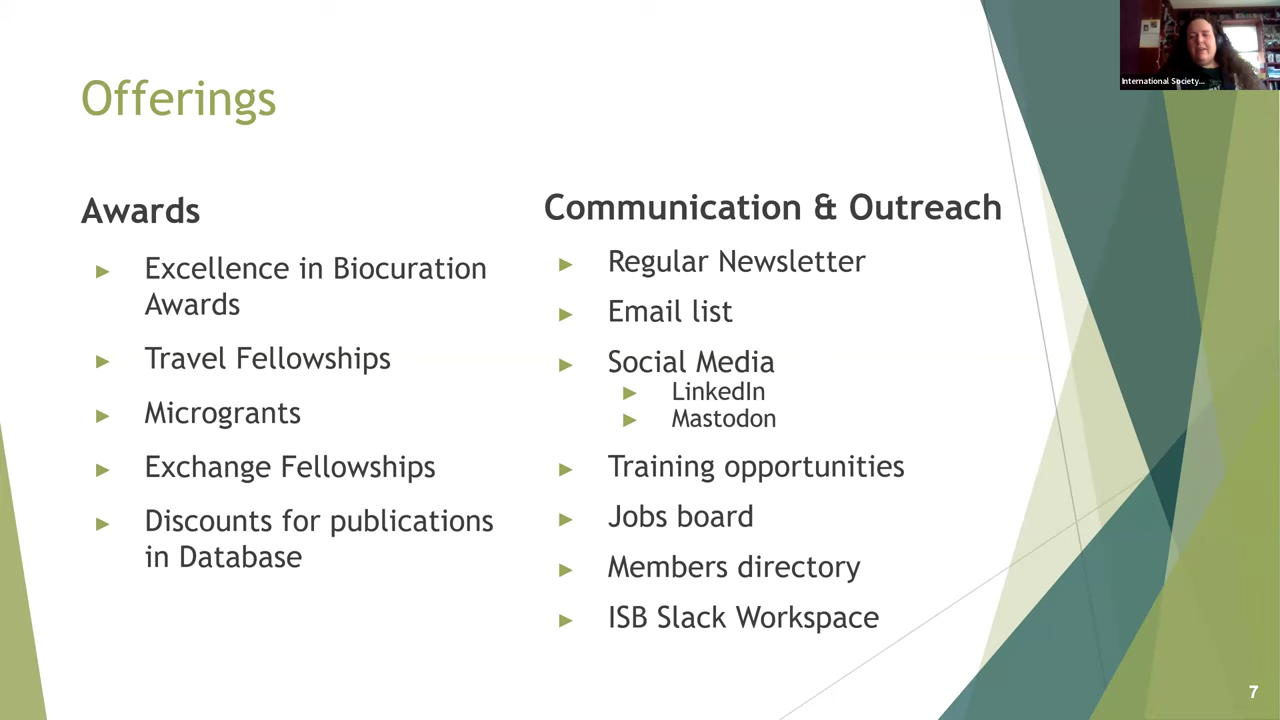 Offerings
Awards
Excellence in Biocuration
Awards
Travel Fellowships
Microgrants
Exchange Fellowships
Discounts for publications
in Database
Communication & Outreach
Regular Newsletter
Email list
Social Media
LinkedIn
Mastodon
Training opportunities
Jobs board
Members directory
ISB Slack Workspace
International Society...
7